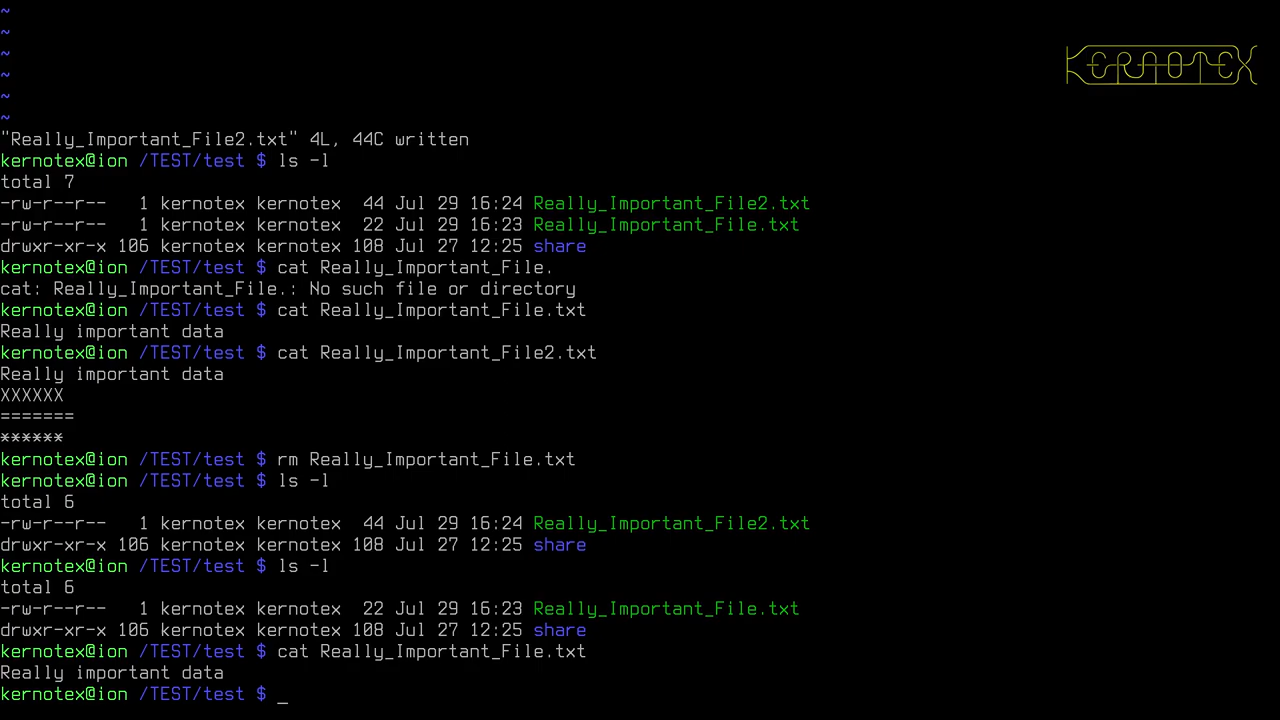 ~
~
~
KERNOTEX
~
~
~
"Really_Important_File2.txt" 4L, 44C written
kernotex@ion /TEST/test $ ls -l
total 7
-rw-r--r--   1 kernotex kernotex  44 Jul 29 16:24 Really_Important_File2.txt
-rw-r--r--   1 kernotex kernotex  22 Jul 29 16:23 Really_Important_File.txt
drwxr-xr-x 106 kernotex kernotex 108 Jul 27 12:25 share
kernotex@ion /TEST/test $ cat Really_Important_File.
cat: Really_Important_File.: No such file or directory
kernotex@ion /TEST/test $ cat Really_Important_File.txt
Really important data
kernotex@ion /TEST/test $ cat Really_Important_File2.txt
Really important data
XXXXXX
=======
******
kernotex@ion /TEST/test $ rm Really_Important_File.txt
kernotex@ion /TEST/test $ ls -l
total 6
-rw-r--r--   1 kernotex kernotex  44 Jul 29 16:24 Really_Important_File2.txt
drwxr-xr-x 106 kernotex kernotex 108 Jul 27 12:25 share
kernotex@ion /TEST/test $ ls -l
total 6
-rw-r--r--   1 kernotex kernotex  22 Jul 29 16:23 Really_Important_File.txt
drwxr-xr-x 106 kernotex kernotex 108 Jul 27 12:25 share
kernotex@ion /TEST/test $ cat Really_Important_File.txt
Really important data
kernotex@ion /TEST/test $ _